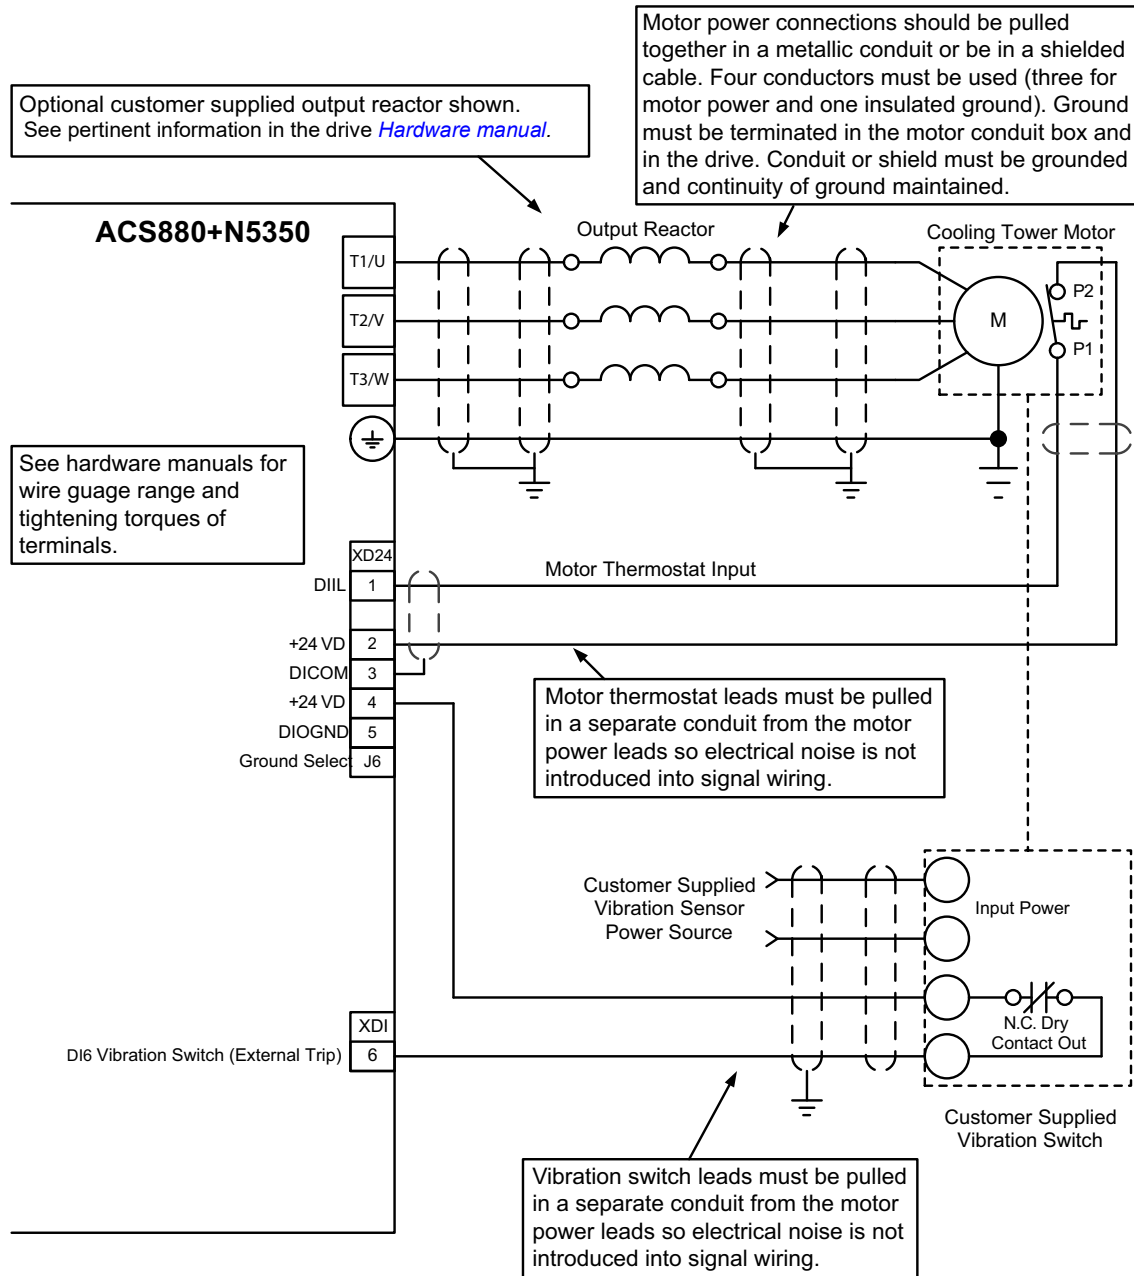 Motor power connections should be pulled
together in a metallic conduit or be in a shielded
cable. Four conductors must be used (three for
motor power and one insulated ground). Ground
must be terminated in the motor conduit box and
in the drive. Conduit or shield must be grounded
and continuity of ground maintained.
Optional customer supplied output reactor shown.
See pertinent information in the drive Hardware manual.
ACS880+N5350
Output Reactor
Cooling Tower Motor
T1/U
T2/V
T3/W
M
P2
P1
See hardware manuals for
wire guage range and
tightening torques of
terminals.
XD24
DIIL 1
Motor Thermostat Input
+24 VD 2
DICOM 3
+24 VD 4
DIOGND 5
Ground Select J6
Motor thermostat leads must be pulled
in a separate conduit from the motor
power leads so electrical noise is not
introduced into signal wiring.
Customer Supplied
Vibration Sensor
Power Source
Input Power
N.C. Dry
Contact Out
XDI
DI6 Vibration Switch (External Trip) 6
Customer Supplied
Vibration Switch
Vibration switch leads must be pulled
in a separate conduit from the motor
power leads so electrical noise is not
introduced into signal wiring.